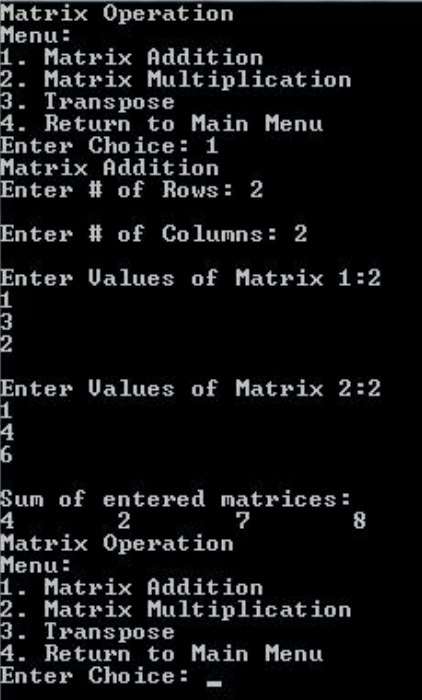 Matrix Operation
Menu:
1. Matrix Addition
2. Matrix Multiplication
3. Transpose
4. Return to Main Menu
Enter Choice: 1
Matrix Addition
Enter # of Rows: 2
Enter # of Columns: 2
Enter Values of Matrix 1:2
1
3
2
Enter Values of Matrix 2:2
1
4
6
Sum of entered matrices:
4 2 7 8
Matrix Operation
Menu:
1. Matrix Addition
2. Matrix Multiplication
3. Transpose
4. Return to Main Menu
Enter Choice: _